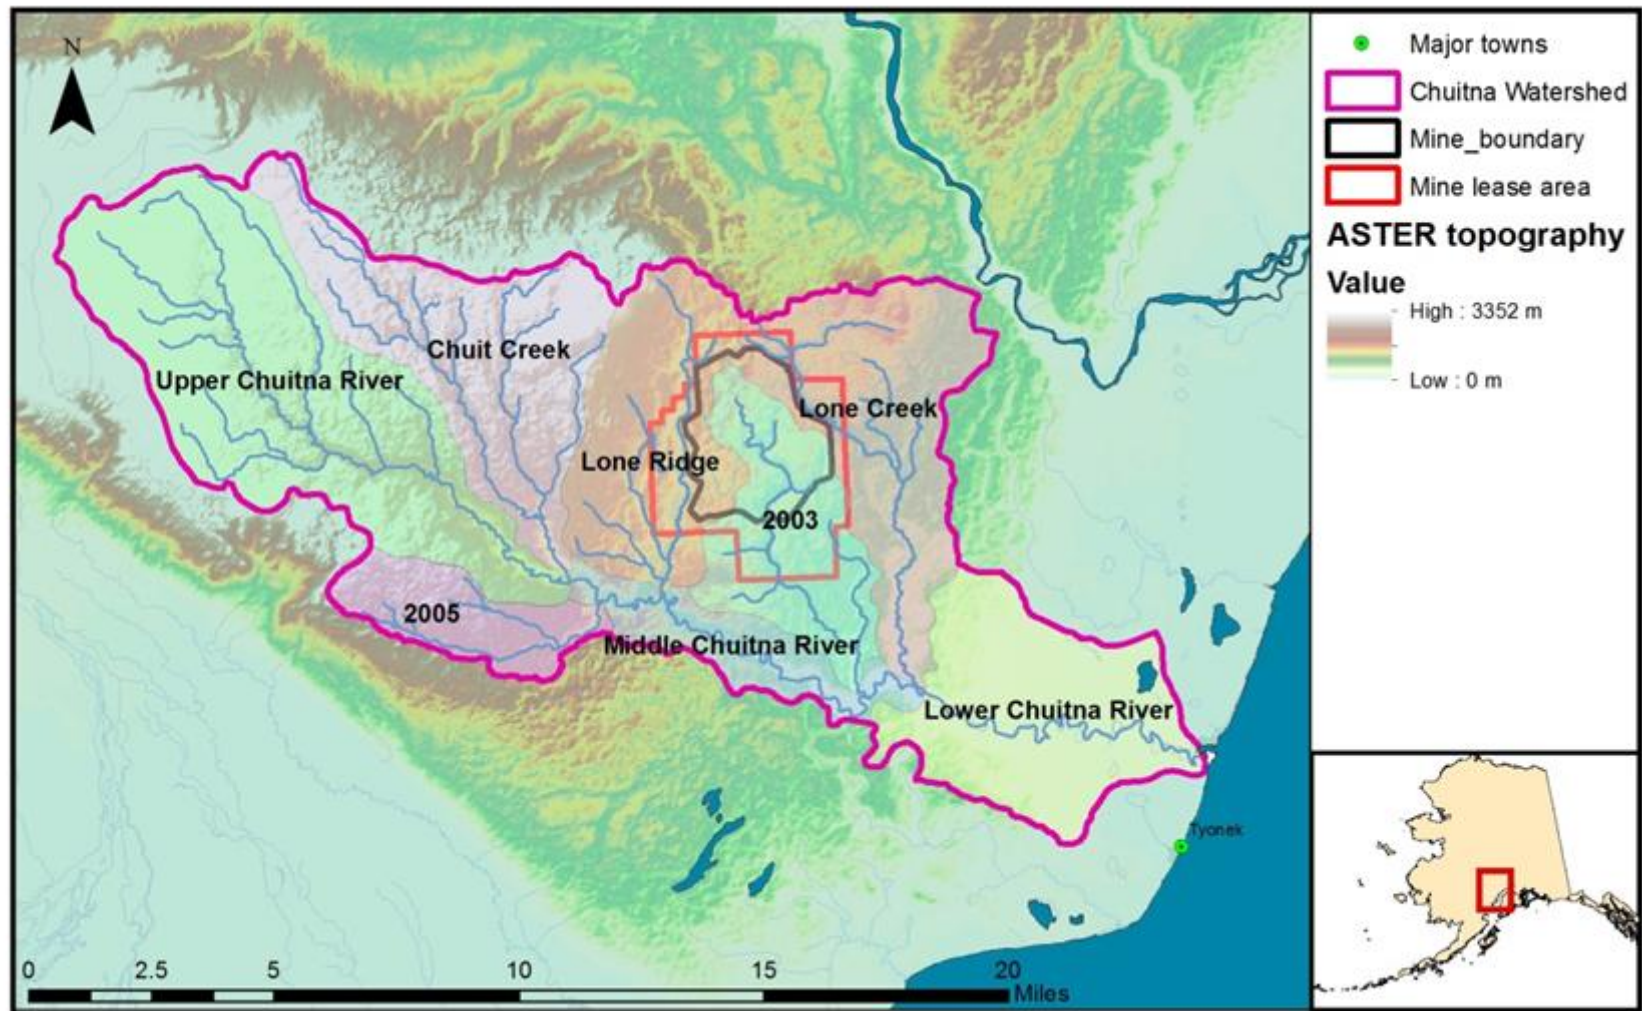 N
Major towns
Chuitna Watershed
Mine_boundary
Mine lease area
ASTER topography
Value
High : 3352 m
Low : 0 m
Chuit Creek
Upper Chuitna River
Lone Creek
Lone Ridge
2003
2005
Middle Chuitna River
Lower Chuitna River
Tyonek
0 2.5 5 10 15 20
Miles